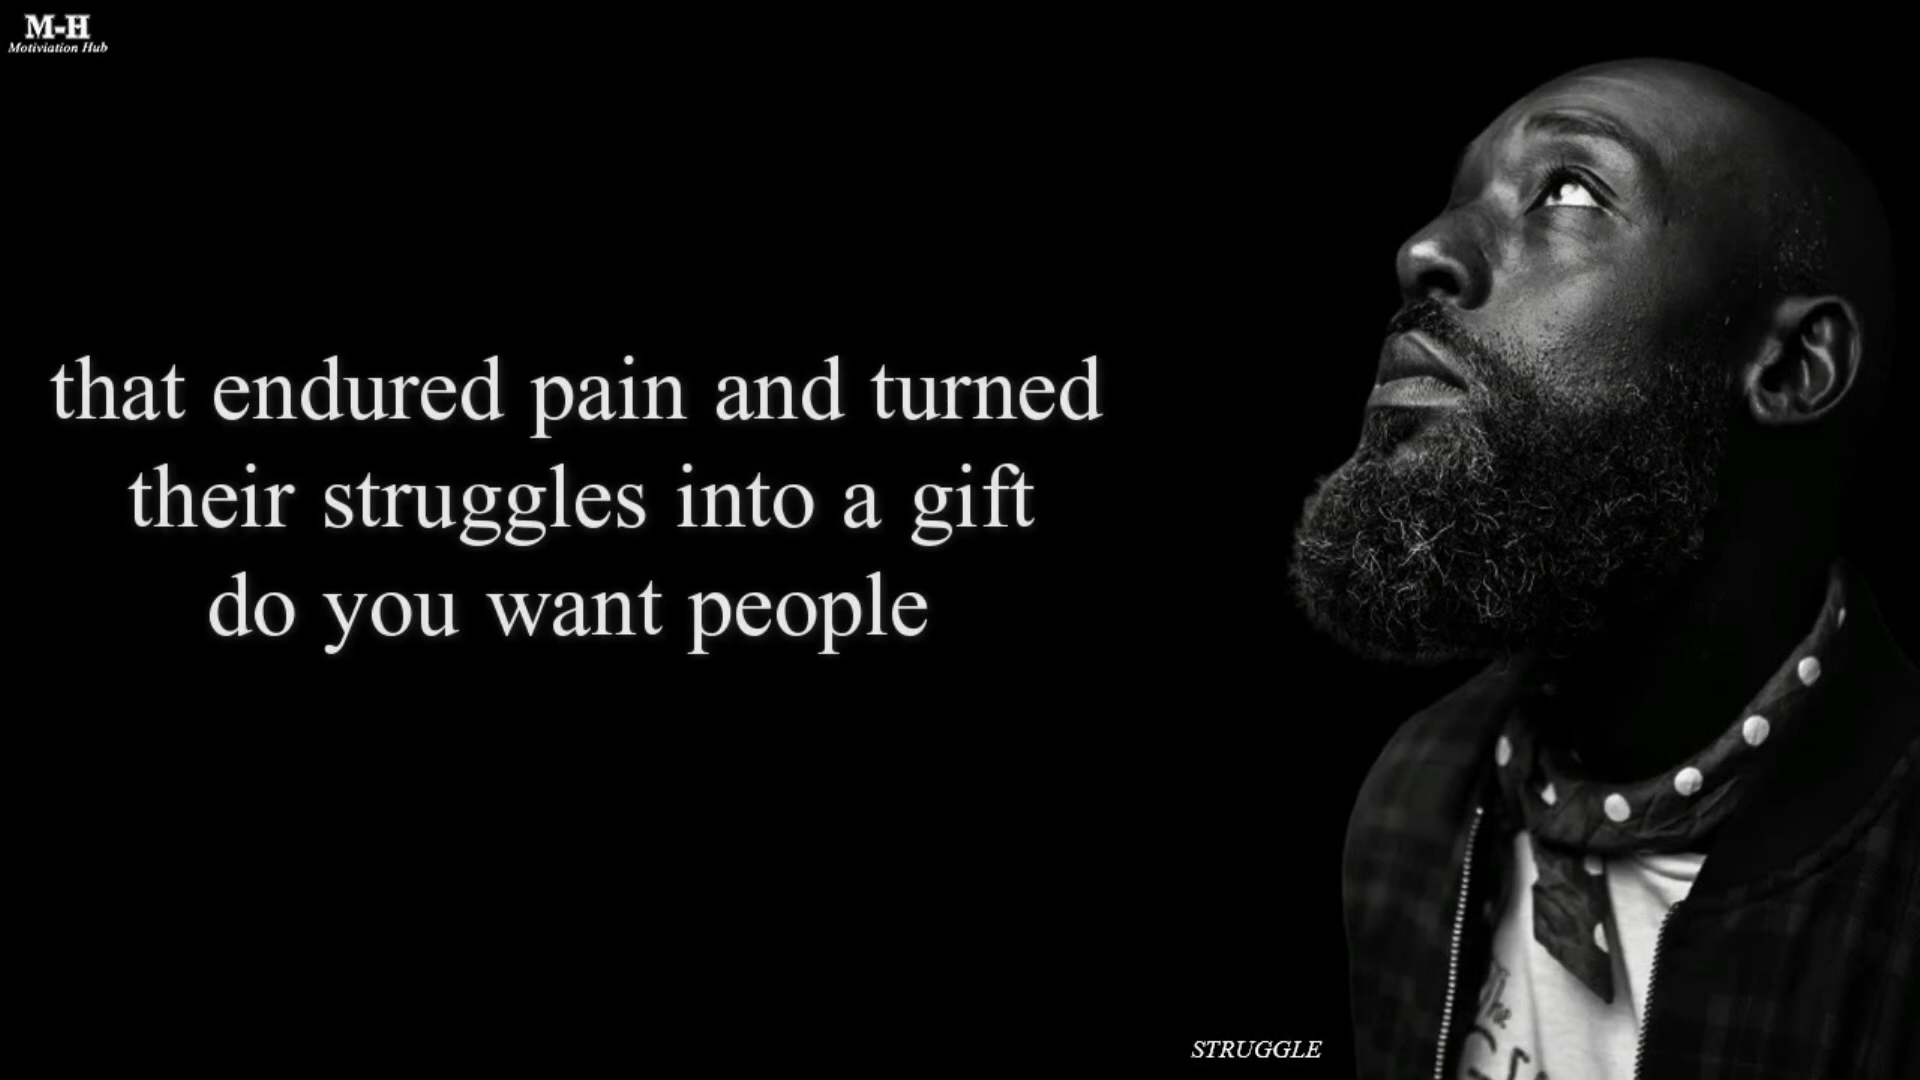 M-H
Motiviation Hub
that endured pain and turned
their struggles into a gift
do you want people
STRUGGLE